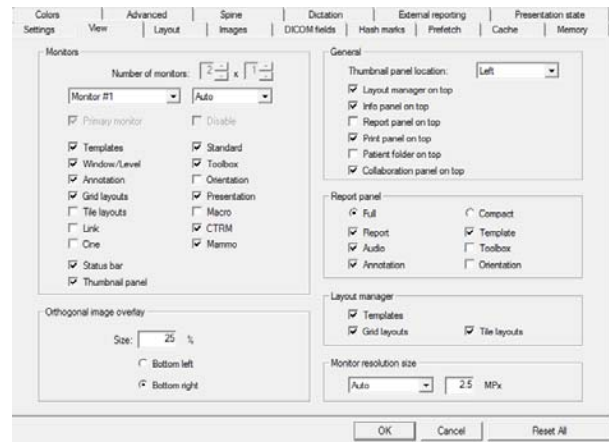 Colors Advanced Spine Dictation External reporting Presentation state
Settings View Layout Images DICOM fields Hash marks Prefetch Cache Memory
Monitors
Number of monitors: 2 x 1
Monitor #1 Auto
Primary monitor Disable
Templates Standard
Window/Level Toolbox
Annotation Orientation
Grid layouts Presentation
Tile layouts Macro
Link CTRM
Cine Mammo
Status bar
Thumbnail panel
Orthogonal image overlay
Size: 25 %
Bottom left
Bottom right
General
Thumbnail panel location: Left
Layout manager on top
Info panel on top
Report panel on top
Print panel on top
Patient folder on top
Collaboration panel on top
Report panel
Full Compact
Report Template
Audio Toolbox
Annotation Orientation
Layout manager
Templates
Grid layouts Tile layouts
Monitor resolution size
Auto 2.5 MPx
OK Cancel Reset All